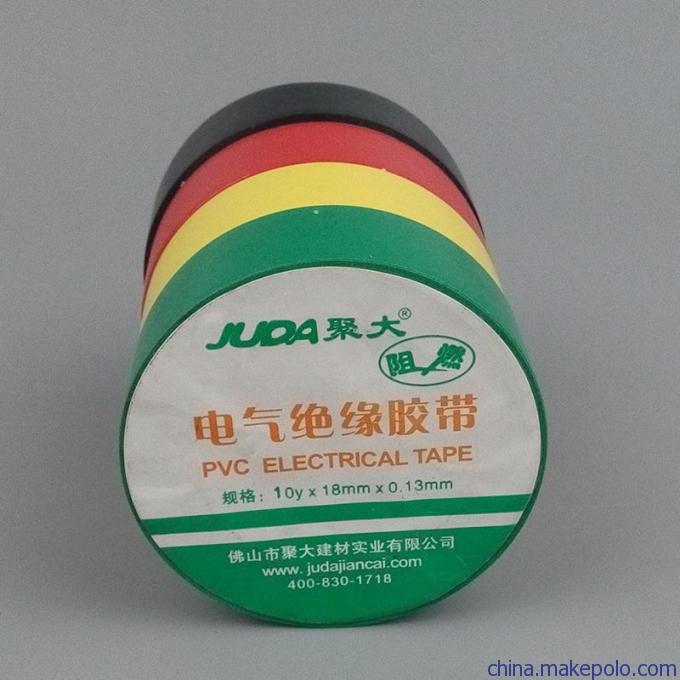 JUDA聚大®
阻燃
电气绝缘胶带
PVC ELECTRICAL TAPE
规格：10y x 18mm x 0.13mm
佛山市聚大建材实业有限公司
www.judajiancai.com
400-830-1718
china.makepolo.com